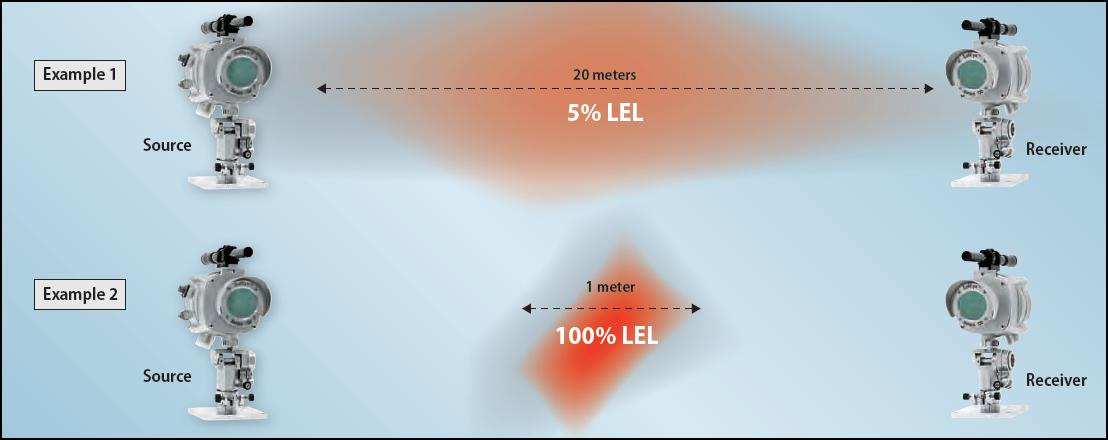 Example 1
20 meters
5% LEL
Source
Receiver
Example 2
1 meter
100% LEL
Source
Receiver